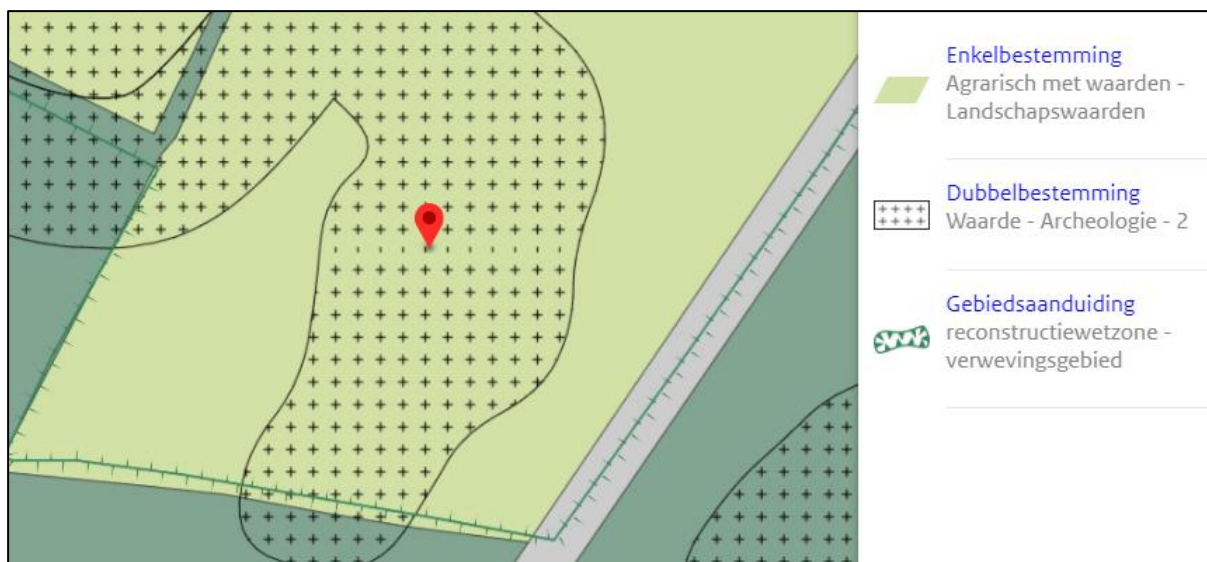 Enkelbestemming
Agrarisch met waarden -
Landschapswaarden
Dubbelbestemming
Waarde - Archeologie - 2
Gebiedsaanduiding
reconstructiewetzone -
verwevingsgebied